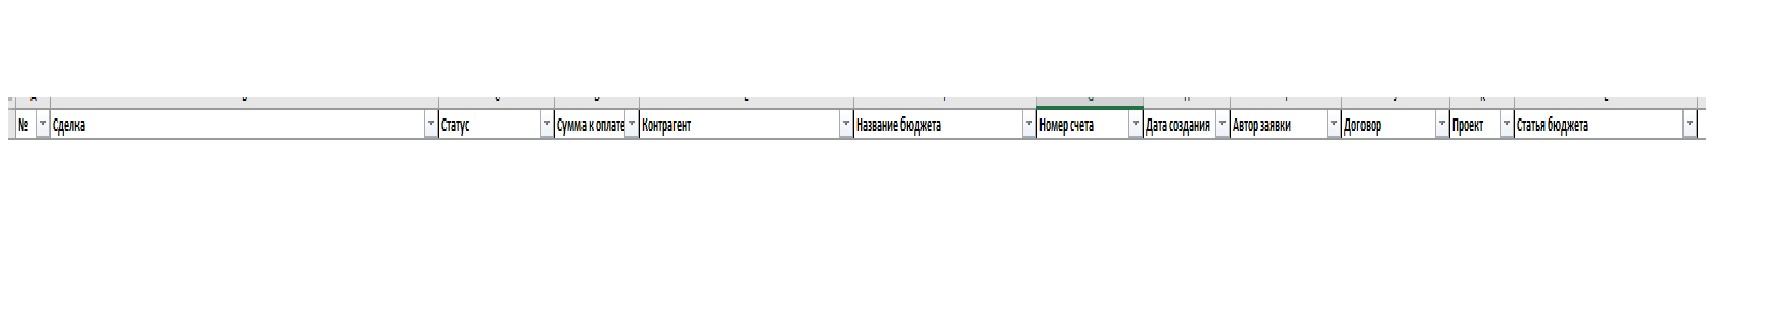 № Сделка Статус Сумма к оплате Контрагент Название бюджета Номер счета Дата создания Автор заявки Договор Проект Статья бюджета